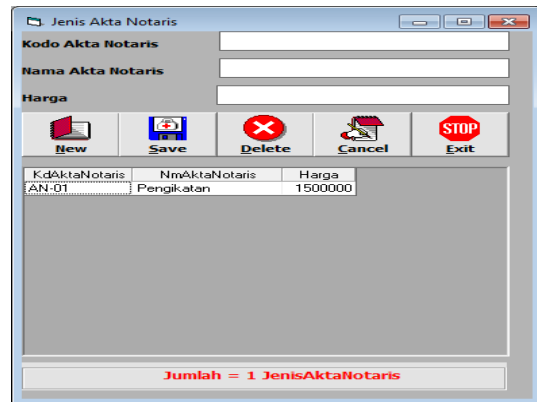 Jenis Akta Notaris
Kodo Akta Notaris
Nama Akta Notaris
Harga
New Save Delete Cancel STOP Exit
KdAktaNotaris NmAktaNotaris Harga
AN-01 Pengikatan 1500000
Jumlah = 1 JenisAktaNotaris